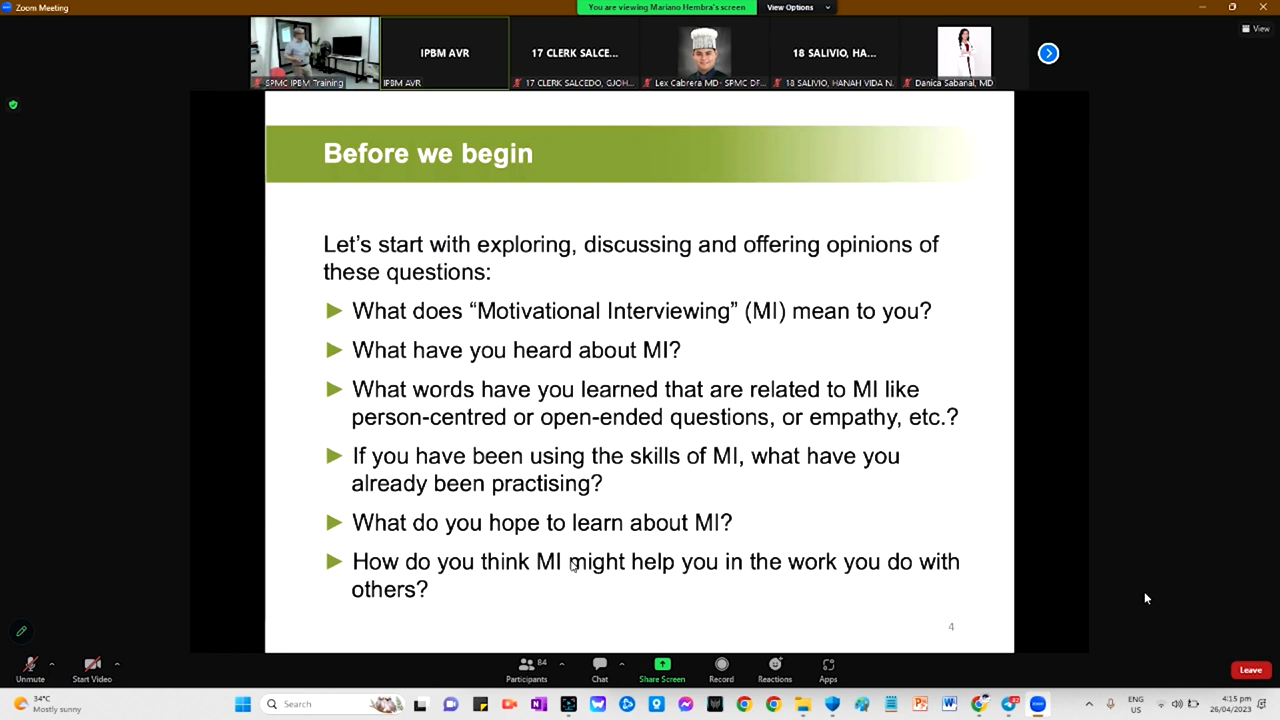 Zoom Meeting
You are viewing Mariano Hembra's screen
View Options
View
IPBM AVR
17 CLERK SALCE...
18 SALIVIO, HA...
SPMC IPBM Training
IPBM AVR
17 CLERK SALCEDO, GJOH...
Lex Cabrera MD- SPMC DF...
18 SALIVIO, HANAH VIDA N.
Danica Sabanal, MD
Before we begin
Let's start with exploring, discussing and offering opinions of
these questions:
What does “Motivational Interviewing” (MI) mean to you?
What have you heard about MI?
What words have you learned that are related to MI like
person-centred or open-ended questions, or empathy, etc.?
If you have been using the skills of MI, what have you
already been practising?
What do you hope to learn about MI?
How do you think MI might help you in the work you do with
others?
4
Unmute
Start Video
84
Participants
Chat
Share Screen
Record
Reactions
Apps
Leave
34°C
Mostly sunny
Search
ENG
US
4:15 pm
26/04/2023